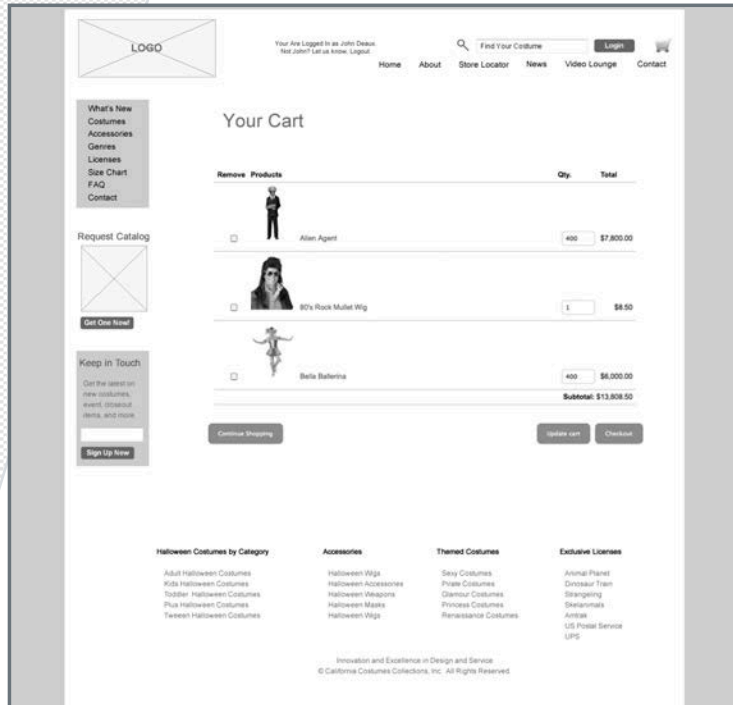 LOGO
Your Are Logged In as John Deaux.
Not John? Let us know. Logout
Find Your Costume
Login
Home About Store Locator News Video Lounge Contact
What's New
Costumes
Accessories
Genres
Licenses
Size Chart
FAQ
Contact
Request Catalog
Get One Now!
Keep in Touch
Get the latest on
new costumes,
event, closeout
items, and more
Sign Up Now
Your Cart
Remove Products Qty. Total
Alien Agent 400 $7,800.00
80's Rock Mullet Wig 1 $8.50
Bella Ballerina 400 $6,000.00
Subtotal: $13,808.50
Continue Shopping Update cart Checkout
Halloween Costumes by Category
Adult Halloween Costumes
Kids Halloween Costumes
Toddler Halloween Costumes
Plus Halloween Costumes
Tween Halloween Costumes
Accessories
Halloween Wigs
Halloween Accessories
Halloween Weapons
Halloween Masks
Halloween Wigs
Themed Costumes
Sexy Costumes
Pirate Costumes
Glamour Costumes
Princess Costumes
Renaissance Costumes
Exclusive Licenses
Animal Planet
Dinosaur Train
Strangeling
Skelanimals
Amtrak
US Postal Service
UPS
Innovation and Excellence in Design and Service
© California Costumes Collections, Inc. All Rights Reserved